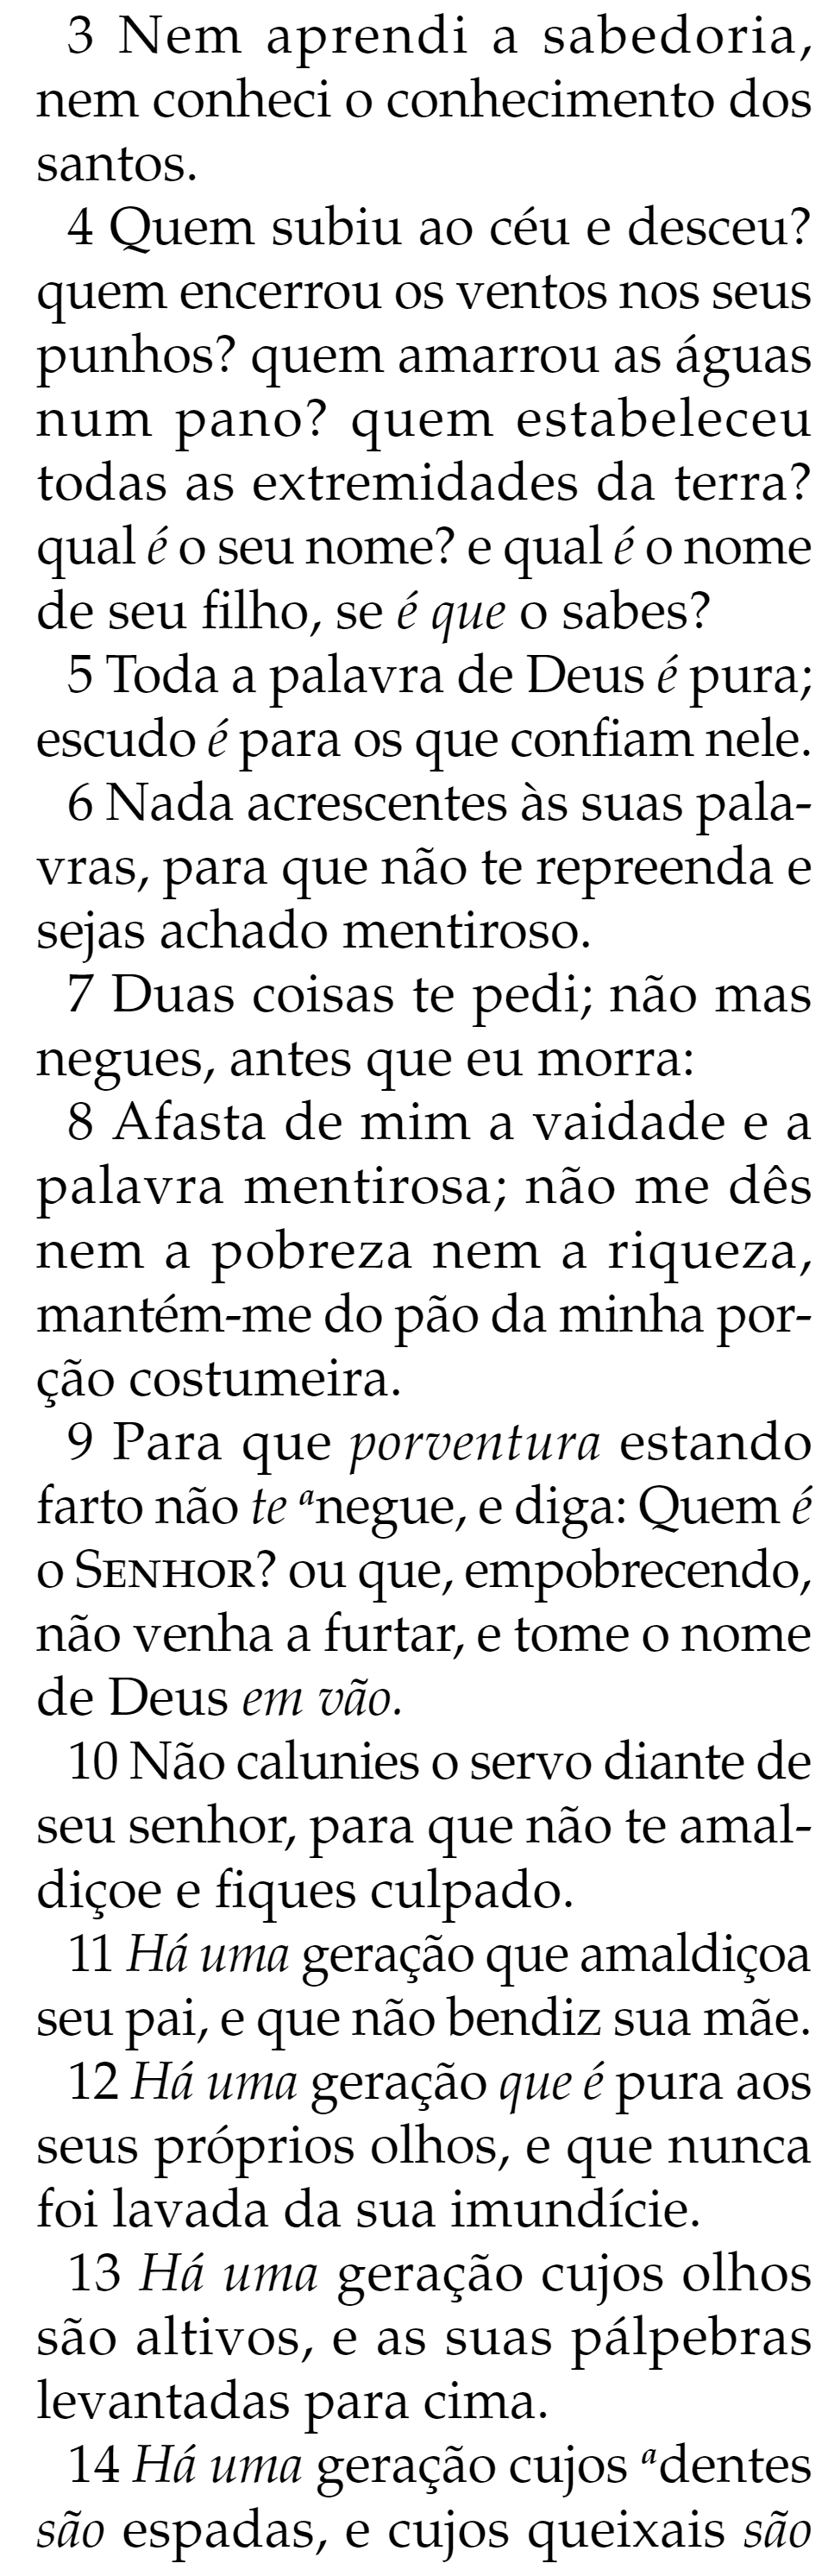 3 Nem aprendi a sabedoria,
nem conheci o conhecimento dos
santos.
4 Quem subiu ao céu e desceu?
quem encerrou os ventos nos seus
punhos? quem amarrou as águas
num pano? quem estabeleceu
todas as extremidades da terra?
qual é o seu nome? e qual é o nome
de seu filho, se é que o sabes?
5 Toda a palavra de Deus é pura;
escudo é para os que confiam nele.
6 Nada acrescentes às suas pala-
vras, para que não te repreenda e
sejas achado mentiroso.
7 Duas coisas te pedi; não mas
negues, antes que eu morra:
8 Afasta de mim a vaidade e a
palavra mentirosa; não me dês
nem a pobreza nem a riqueza,
mantém-me do pão da minha por-
ção costumeira.
9 Para que porventura estando
farto não te ᵃnegue, e diga: Quem é
o SENHOR? ou que, empobrecendo,
não venha a furtar, e tome o nome
de Deus em vão.
10 Não calunies o servo diante de
seu senhor, para que não te amal-
diçoe e fiques culpado.
11 Há uma geração que amaldiçoa
seu pai, e que não bendiz sua mãe.
12 Há uma geração que é pura aos
seus próprios olhos, e que nunca
foi lavada da sua imundície.
13 Há uma geração cujos olhos
são altivos, e as suas pálpebras
levantadas para cima.
14 Há uma geração cujos ᵃdentes
são espadas, e cujos queixais são